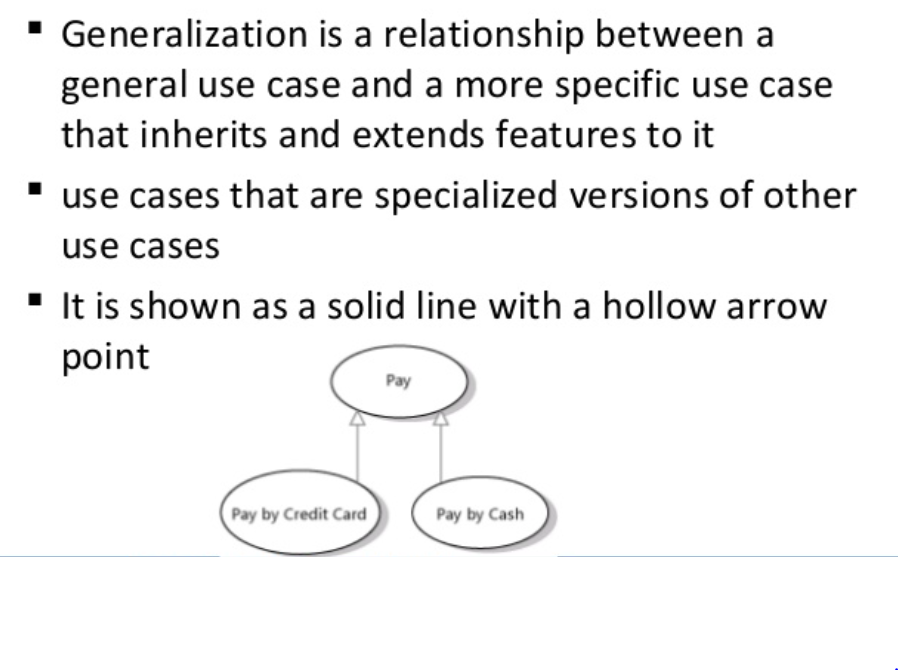 ▪ Generalization is a relationship between a
general use case and a more specific use case
that inherits and extends features to it
▪ use cases that are specialized versions of other
use cases
▪ It is shown as a solid line with a hollow arrow
point
Pay
Pay by Credit Card
Pay by Cash